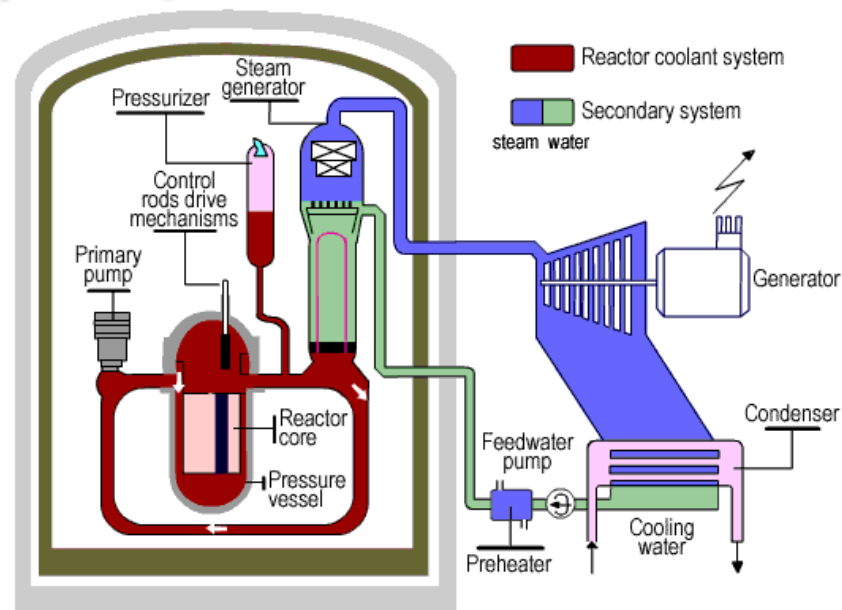 Reactor coolant system
Secondary system
steam water
Steam
generator
Pressurizer
Control
rods drive
mechanisms
Primary
pump
Generator
Reactor
core
Pressure
vessel
Condenser
Feedwater
pump
Cooling
water
Preheater